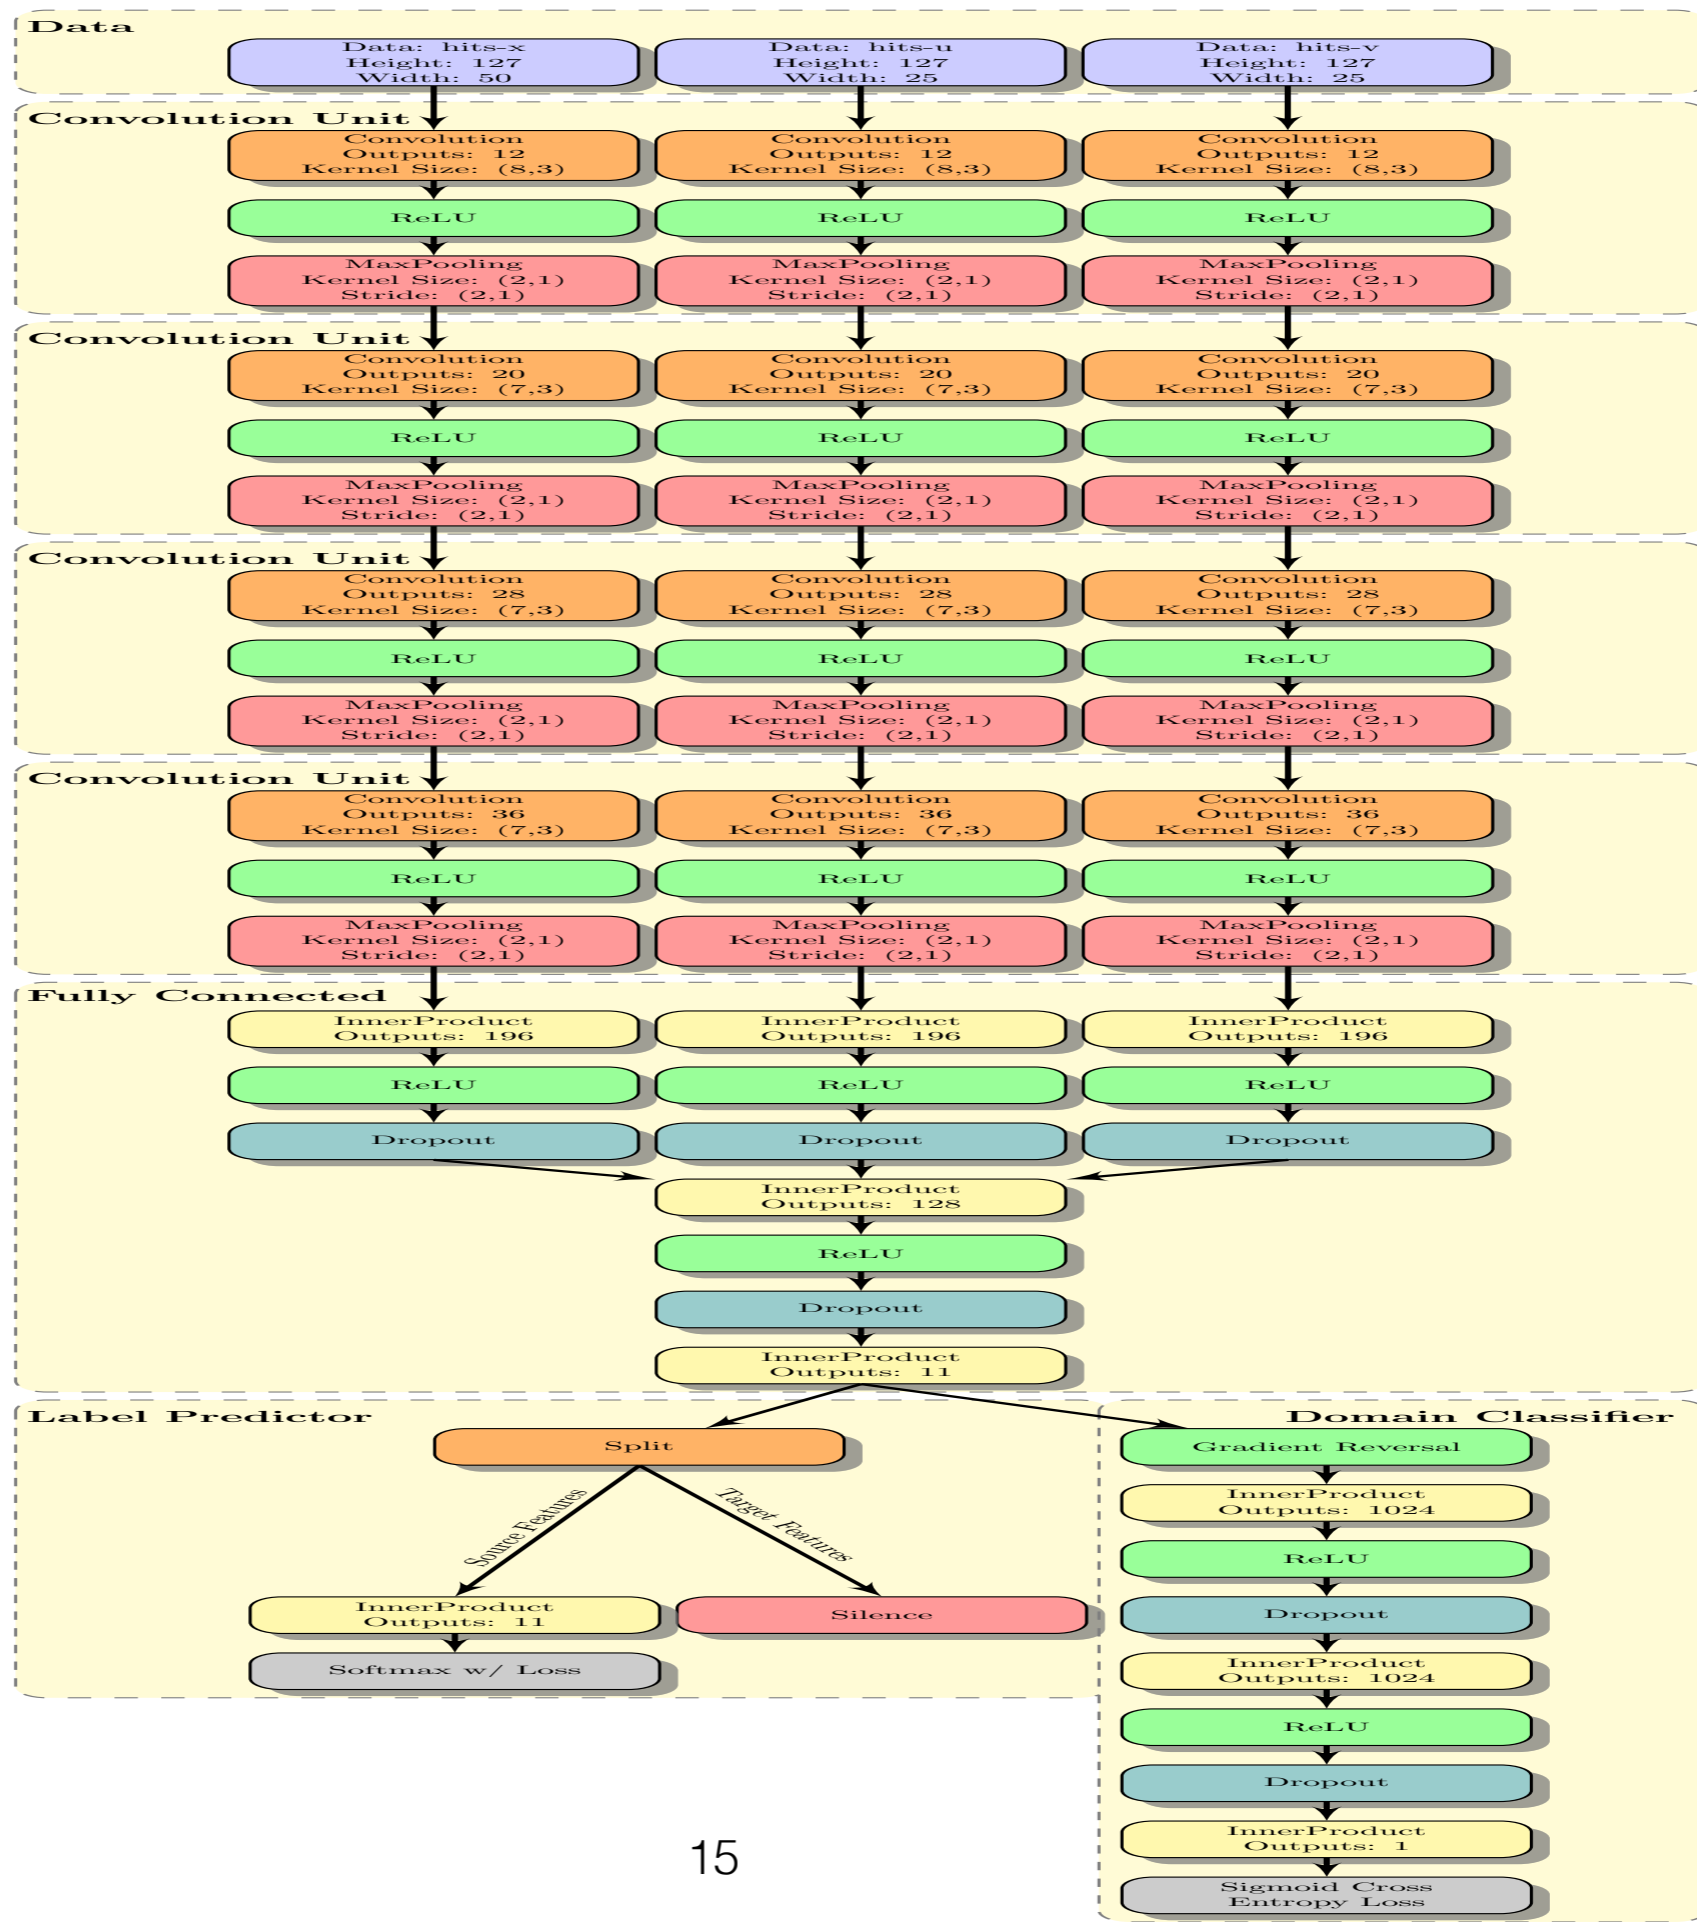 Data
Data: hits-x
Height: 127
Width: 50
Data: hits-u
Height: 127
Width: 25
Data: hits-v
Height: 127
Width: 25
Convolution Unit
Convolution
Outputs: 12
Kernel Size: (8,3)
Convolution
Outputs: 12
Kernel Size: (8,3)
Convolution
Outputs: 12
Kernel Size: (8,3)
ReLU
ReLU
ReLU
MaxPooling
Kernel Size: (2,1)
Stride: (2,1)
MaxPooling
Kernel Size: (2,1)
Stride: (2,1)
MaxPooling
Kernel Size: (2,1)
Stride: (2,1)
Convolution Unit
Convolution
Outputs: 20
Kernel Size: (7,3)
Convolution
Outputs: 20
Kernel Size: (7,3)
Convolution
Outputs: 20
Kernel Size: (7,3)
ReLU
ReLU
ReLU
MaxPooling
Kernel Size: (2,1)
Stride: (2,1)
MaxPooling
Kernel Size: (2,1)
Stride: (2,1)
MaxPooling
Kernel Size: (2,1)
Stride: (2,1)
Convolution Unit
Convolution
Outputs: 28
Kernel Size: (7,3)
Convolution
Outputs: 28
Kernel Size: (7,3)
Convolution
Outputs: 28
Kernel Size: (7,3)
ReLU
ReLU
ReLU
MaxPooling
Kernel Size: (2,1)
Stride: (2,1)
MaxPooling
Kernel Size: (2,1)
Stride: (2,1)
MaxPooling
Kernel Size: (2,1)
Stride: (2,1)
Convolution Unit
Convolution
Outputs: 36
Kernel Size: (7,3)
Convolution
Outputs: 36
Kernel Size: (7,3)
Convolution
Outputs: 36
Kernel Size: (7,3)
ReLU
ReLU
ReLU
MaxPooling
Kernel Size: (2,1)
Stride: (2,1)
MaxPooling
Kernel Size: (2,1)
Stride: (2,1)
MaxPooling
Kernel Size: (2,1)
Stride: (2,1)
Fully Connected
InnerProduct
Outputs: 196
InnerProduct
Outputs: 196
InnerProduct
Outputs: 196
ReLU
ReLU
ReLU
Dropout
Dropout
Dropout
InnerProduct
Outputs: 128
ReLU
Dropout
InnerProduct
Outputs: 11
Label Predictor
Split
Source Features
Target Features
InnerProduct
Outputs: 11
Silence
Softmax w/ Loss
Domain Classifier
Gradient Reversal
InnerProduct
Outputs: 1024
ReLU
Dropout
InnerProduct
Outputs: 1024
ReLU
Dropout
InnerProduct
Outputs: 1
Sigmoid Cross
Entropy Loss
15